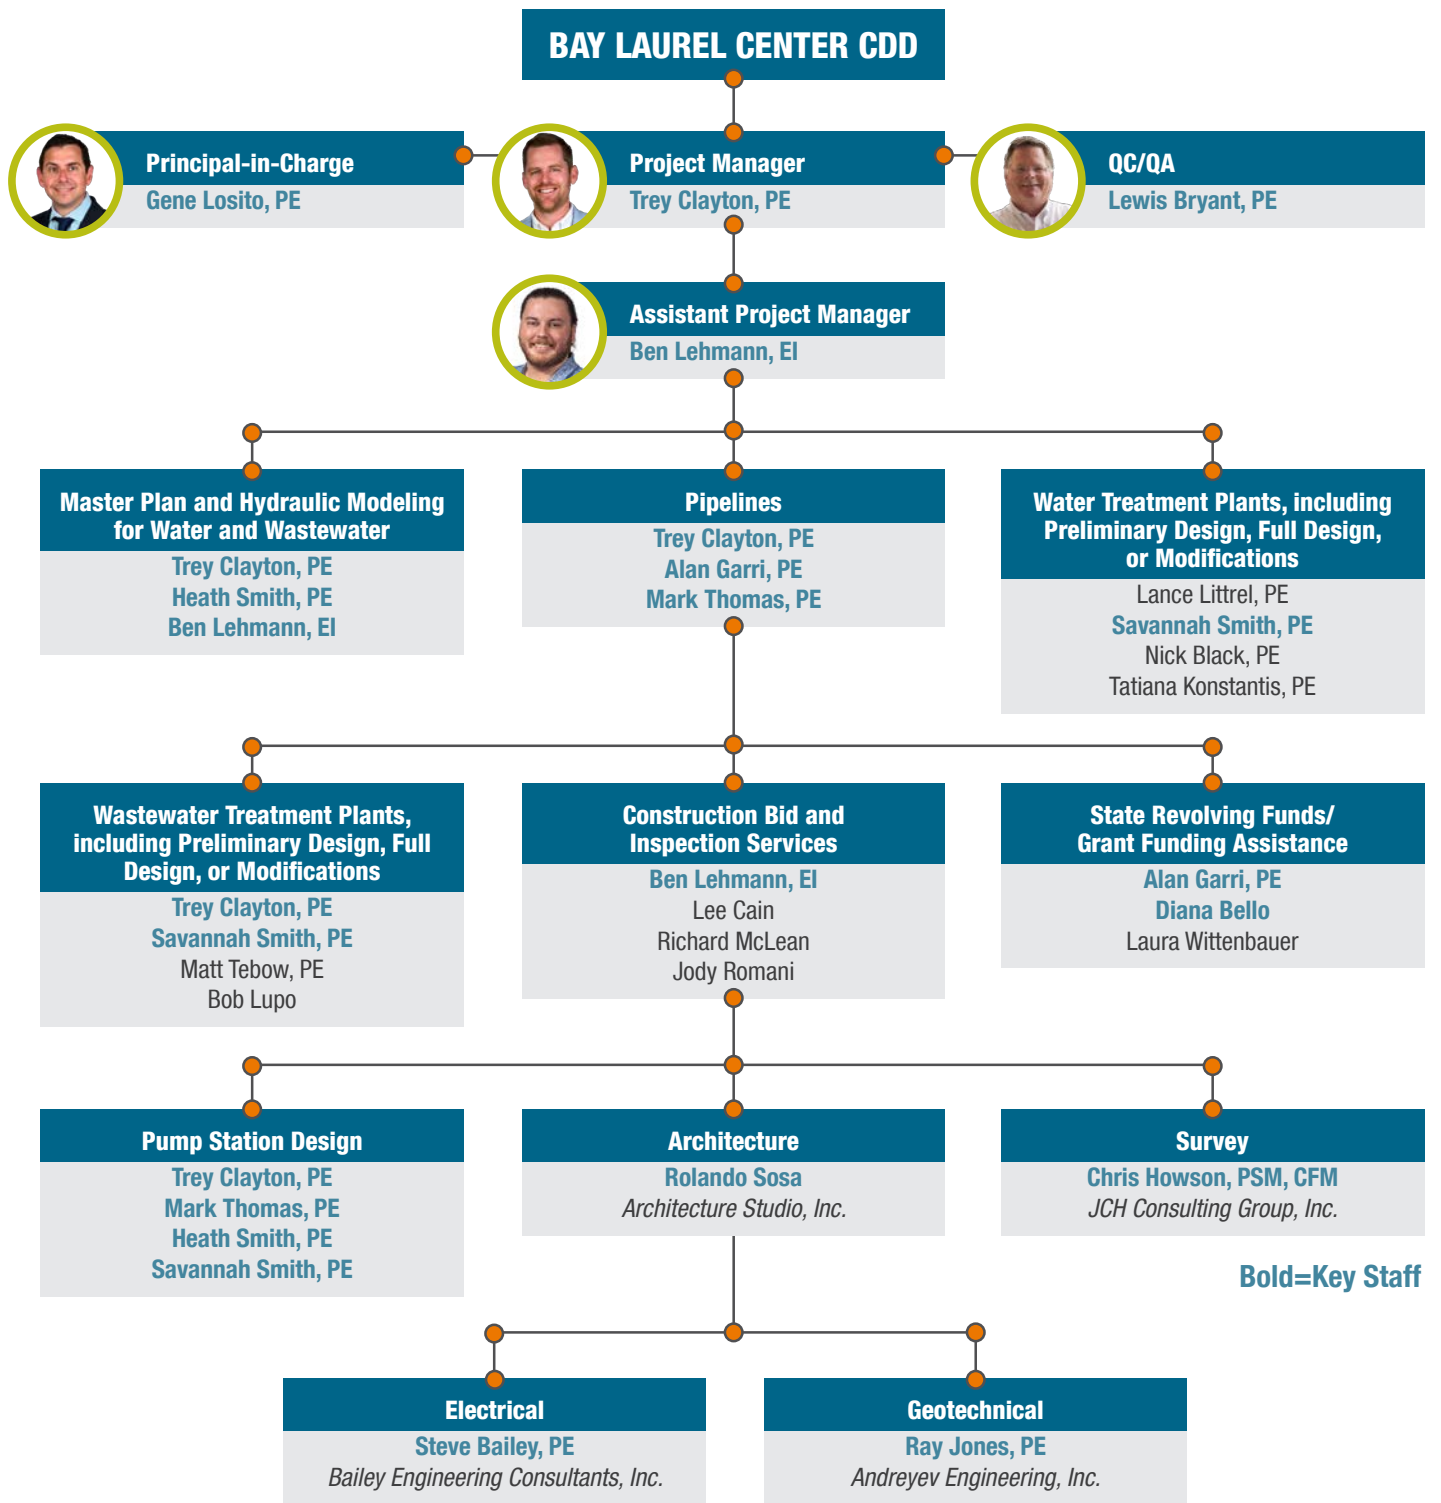 BAY LAUREL CENTER CDD
Principal-in-Charge
Gene Losito, PE
Project Manager
Trey Clayton, PE
QC/QA
Lewis Bryant, PE
Assistant Project Manager
Ben Lehmann, EI
Master Plan and Hydraulic Modeling
for Water and Wastewater
Trey Clayton, PE
Heath Smith, PE
Ben Lehmann, EI
Pipelines
Trey Clayton, PE
Alan Garri, PE
Mark Thomas, PE
Water Treatment Plants, including
Preliminary Design, Full Design,
or Modifications
Lance Littrel, PE
Savannah Smith, PE
Nick Black, PE
Tatiana Konstantis, PE
Wastewater Treatment Plants,
including Preliminary Design, Full
Design, or Modifications
Trey Clayton, PE
Savannah Smith, PE
Matt Tebow, PE
Bob Lupo
Construction Bid and
Inspection Services
Ben Lehmann, EI
Lee Cain
Richard McLean
Jody Romani
State Revolving Funds/
Grant Funding Assistance
Alan Garri, PE
Diana Bello
Laura Wittenbauer
Pump Station Design
Trey Clayton, PE
Mark Thomas, PE
Heath Smith, PE
Savannah Smith, PE
Architecture
Rolando Sosa
Architecture Studio, Inc.
Survey
Chris Howson, PSM, CFM
JCH Consulting Group, Inc.
Bold=Key Staff
Electrical
Steve Bailey, PE
Bailey Engineering Consultants, Inc.
Geotechnical
Ray Jones, PE
Andreyev Engineering, Inc.